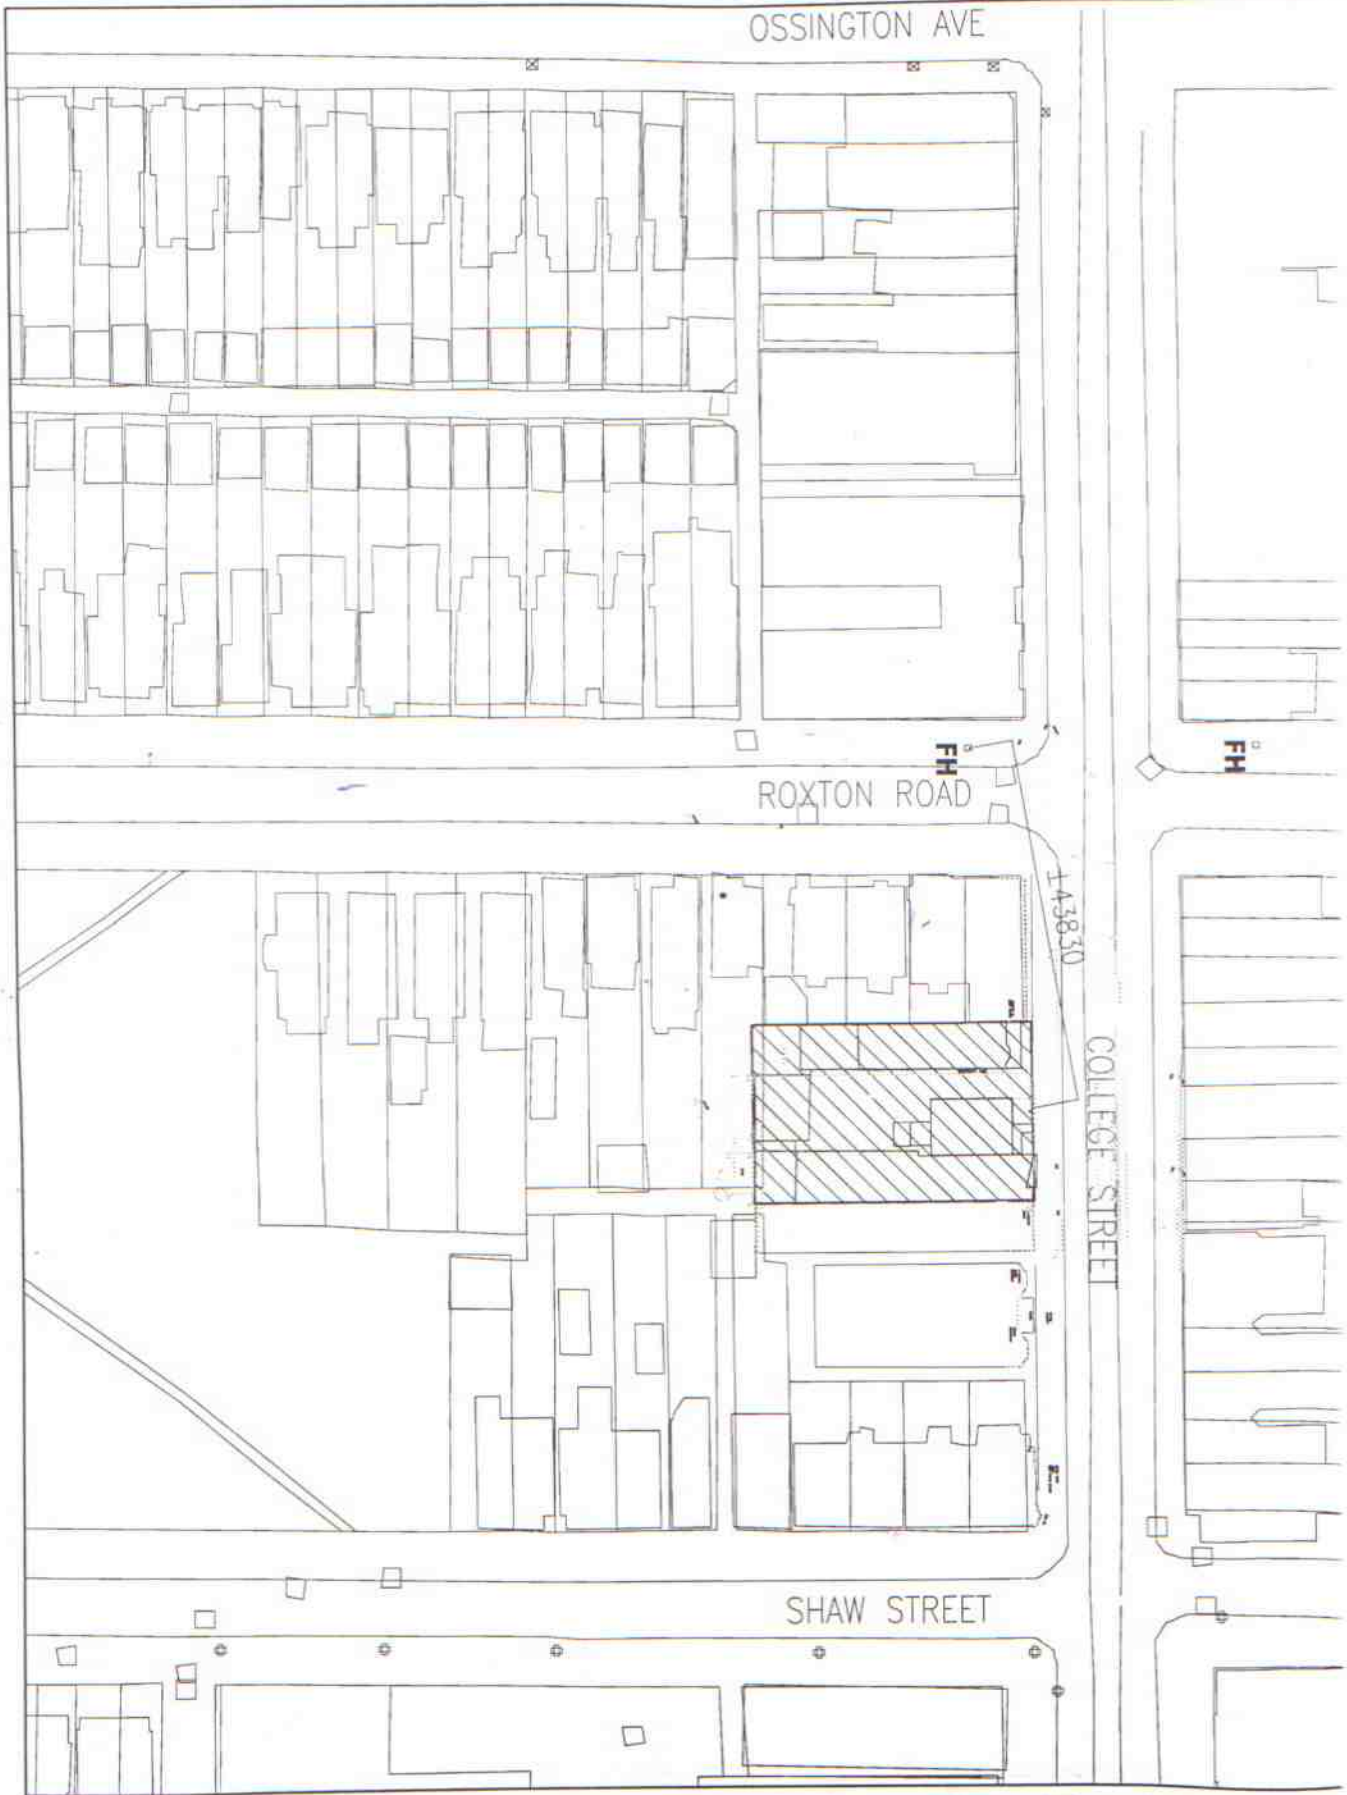 OSSINGTON AVE
FH
FH
ROXTON ROAD
143830
COLLEGE STREET
SHAW STREET